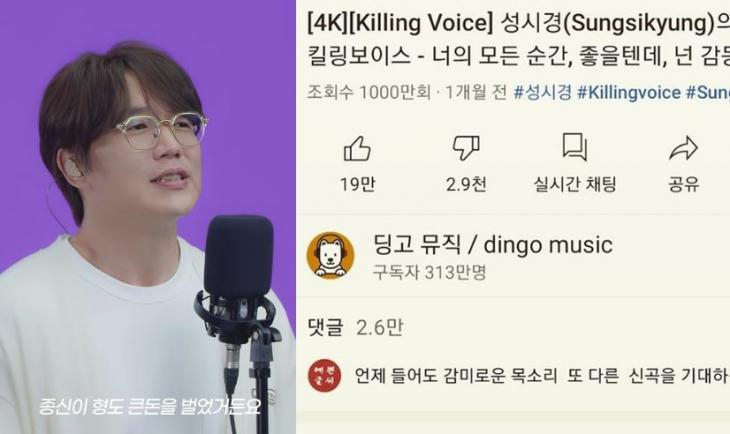 종신이 형도 큰돈을 벌었거든요
[4K][Killing Voice] 성시경(Sungsikyung)의
킬링보이스 - 너의 모든 순간, 좋을텐데, 넌 감동
조회수 1000만회 · 1개월 전 #성시경 #Killingvoice #Sung
19만 2.9천 실시간 채팅 공유
딩고 뮤직 / dingo music
구독자 313만명
댓글 2.6만
예쁜
글씨
언제 들어도 감미로운 목소리 또 다른 신곡을 기대하